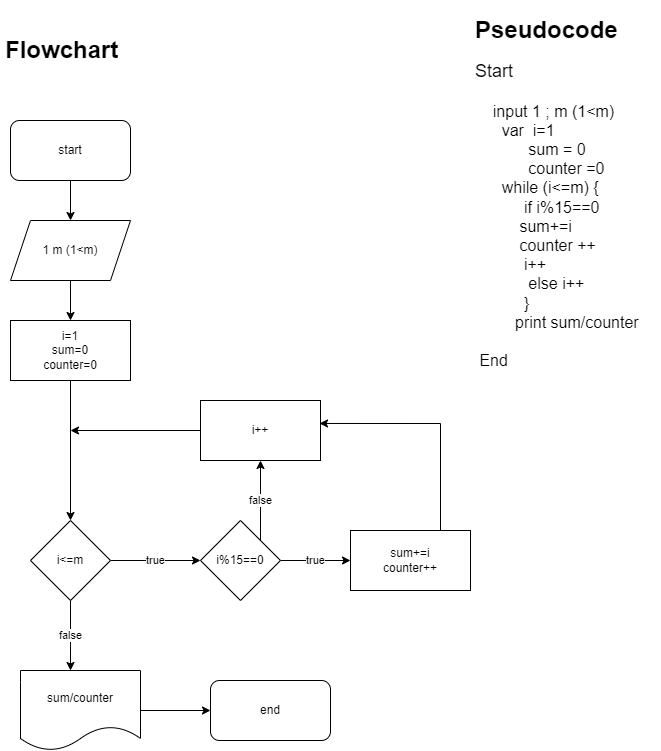 Flowchart
start
1 m (1<m)
i=1
sum=0
counter=0
i++
false
i<=m
true
i%15==0
true
sum+=i
counter++
false
sum/counter
end
Pseudocode
Start
input 1 ; m (1<m)
var i=1
sum = 0
counter =0
while (i<=m) {
if i%15==0
sum+=i
counter ++
i++
else i++
}
print sum/counter
End